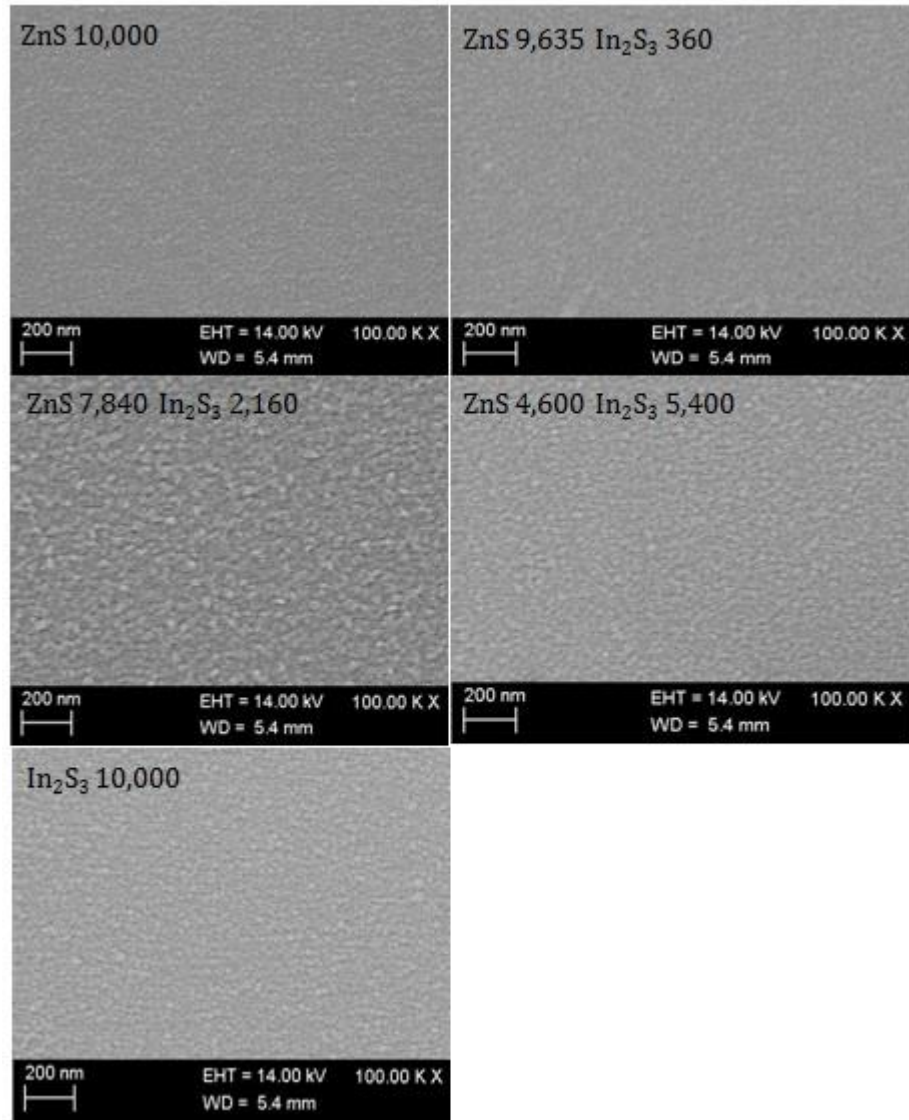 ZnS 10,000
200 nm EHT = 14.00 kV 100.00 K X
WD = 5.4 mm
ZnS 9,635 In₂S₃ 360
200 nm EHT = 14.00 kV 100.00 K X
WD = 5.4 mm
ZnS 7,840 In₂S₃ 2,160
200 nm EHT = 14.00 kV 100.00 K X
WD = 5.4 mm
ZnS 4,600 In₂S₃ 5,400
200 nm EHT = 14.00 kV 100.00 K X
WD = 5.4 mm
In₂S₃ 10,000
200 nm EHT = 14.00 kV 100.00 K X
WD = 5.4 mm